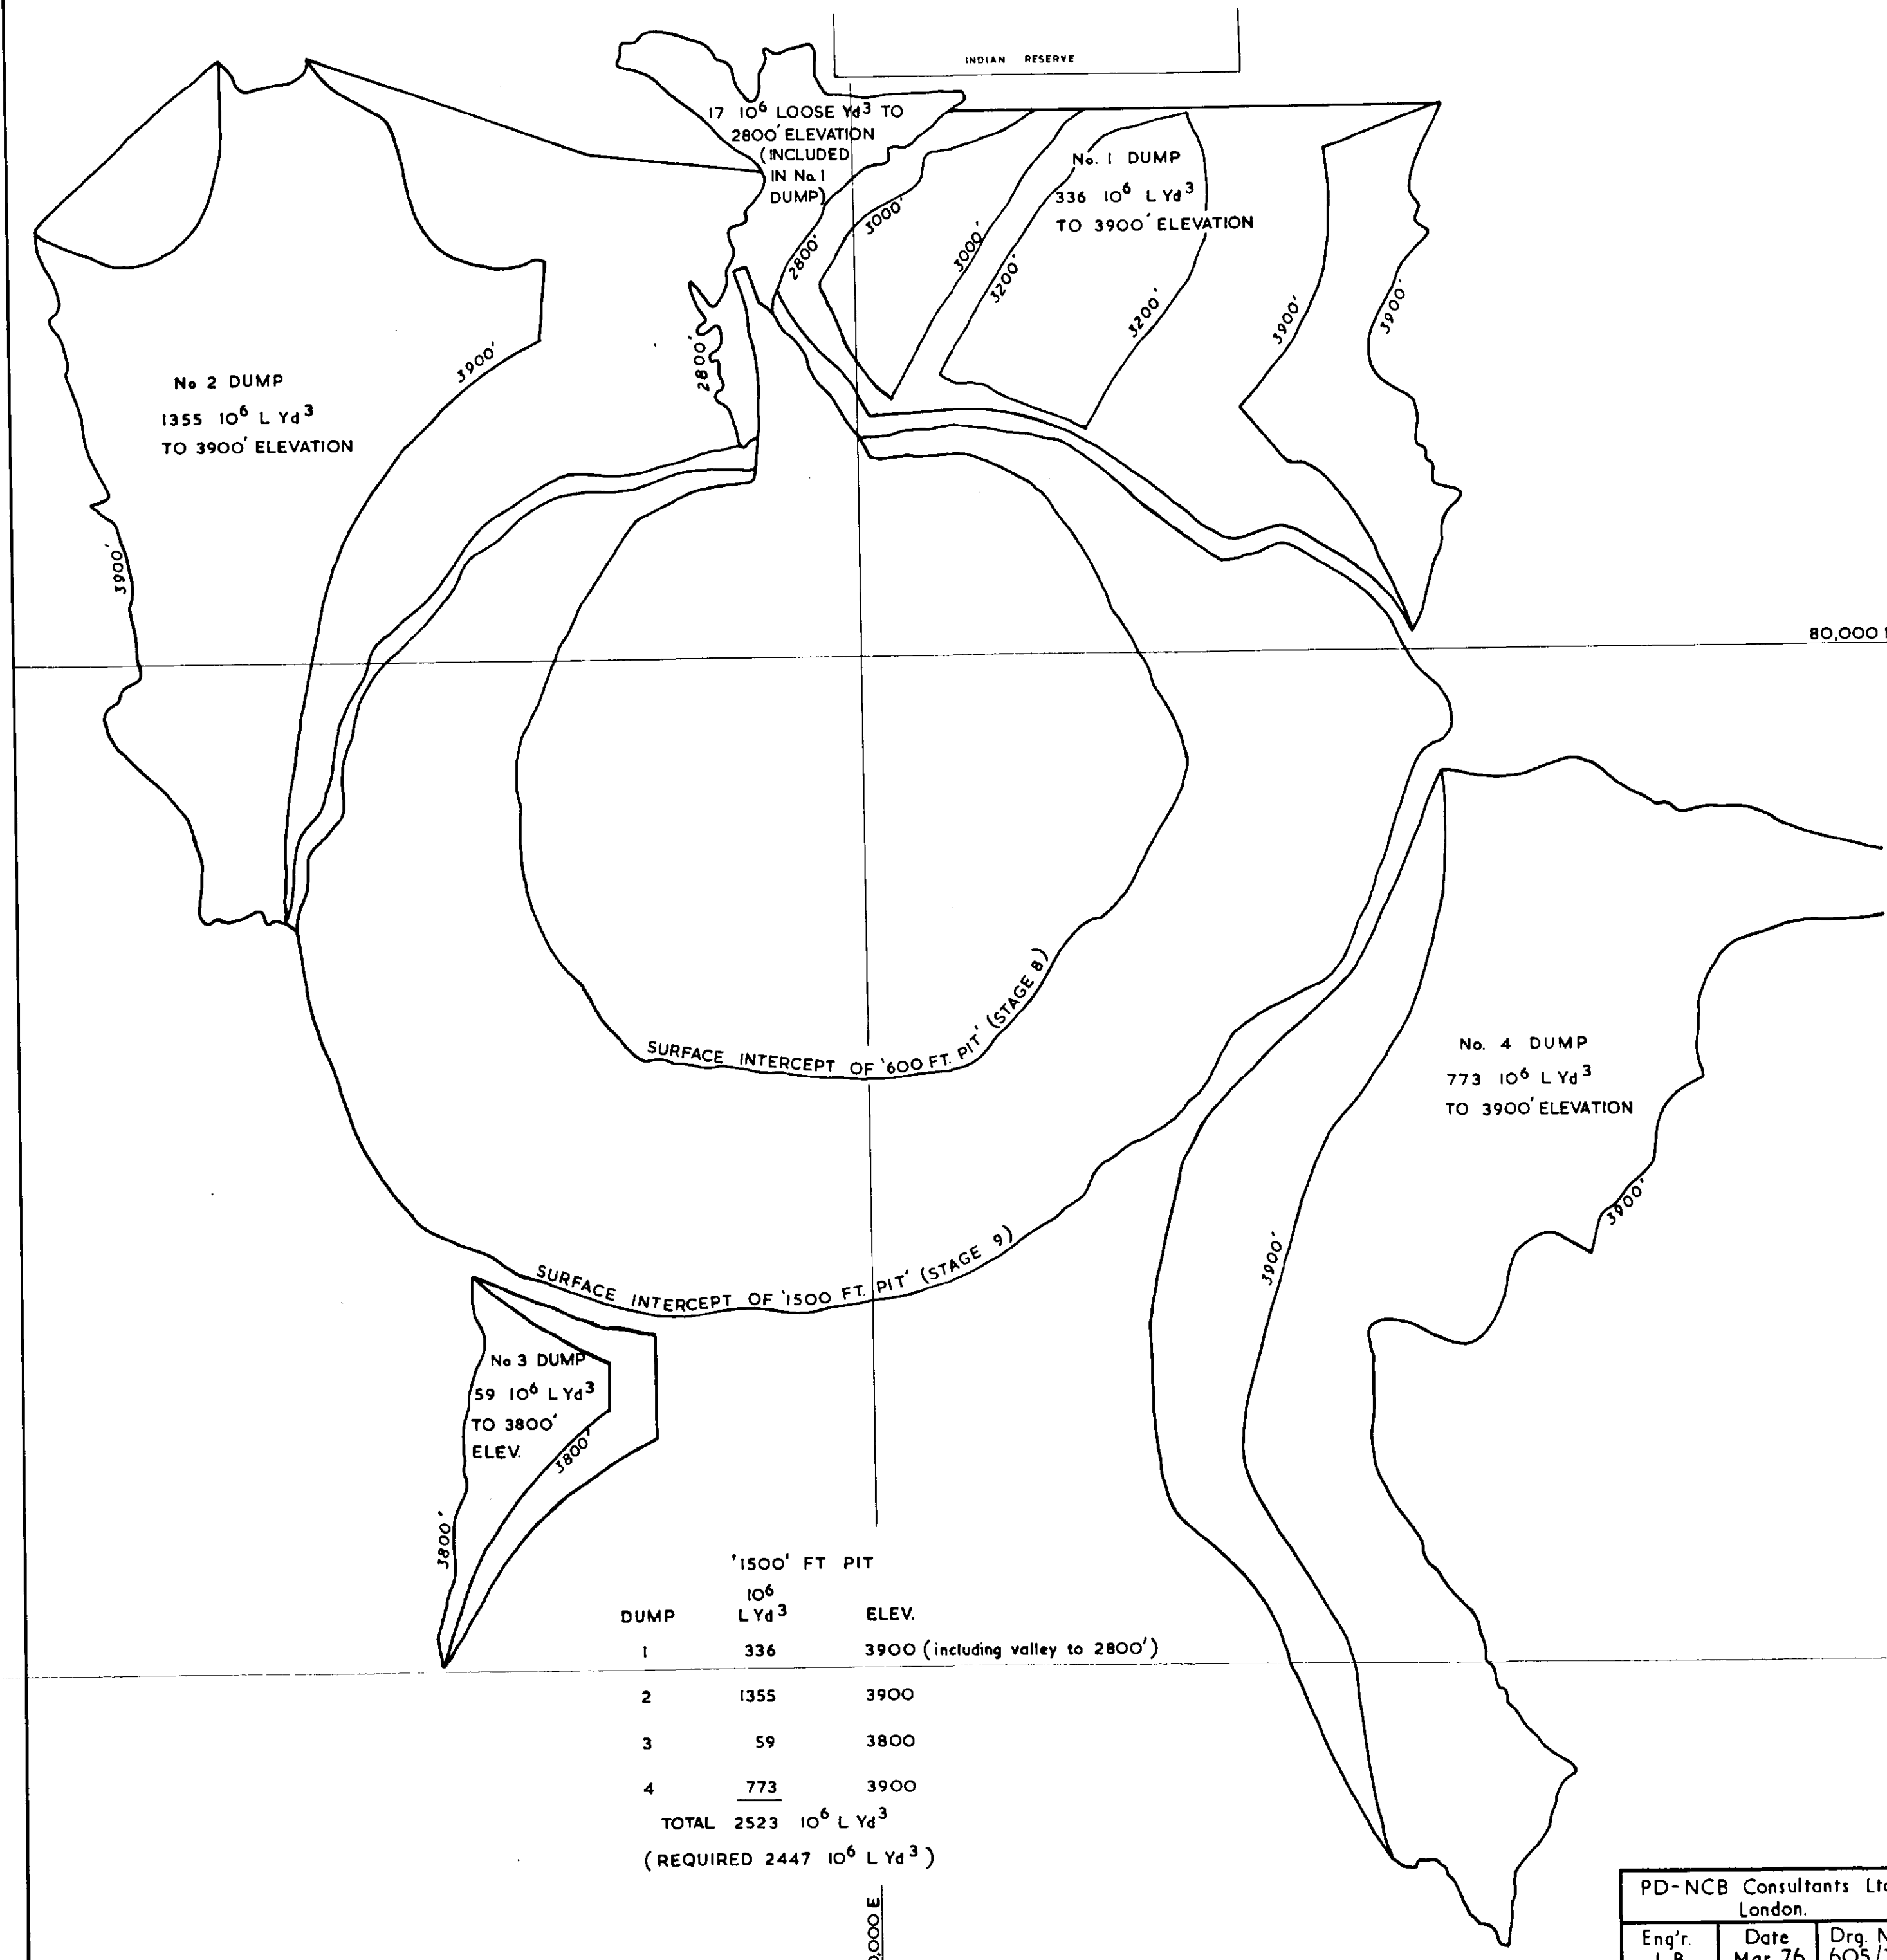 INDIAN RESERVE
17 10⁶ LOOSE Yd³ TO
2800' ELEVATION
(INCLUDED
IN No.1
DUMP)
No. 1 DUMP
336 10⁶ L Yd³
TO 3900' ELEVATION
3000'
2800'
3000'
3200'
3200'
3900'
3900'
2800'
3900'
No 2 DUMP
1355 10⁶ L Yd³
TO 3900' ELEVATION
3900'
80,000
SURFACE INTERCEPT OF '600 FT. PIT' (STAGE 8)
No. 4 DUMP
773 10⁶ L Yd³
TO 3900' ELEVATION
3900'
3900'
SURFACE INTERCEPT OF '1500 FT. PIT' (STAGE 9)
No 3 DUMP
59 10⁶ L Yd³
TO 3800'
ELEV.
3800'
3800'
'1500' FT PIT
10⁶
DUMP L Yd³ ELEV.
1 336 3900 (including valley to 2800')
2 1355 3900
3 59 3800
4 773 3900
TOTAL 2523 10⁶ L Yd³
(REQUIRED 2447 10⁶ L Yd³)
0,000 E
PD-NCB Consultants Ltd
London.
Eng'r. Date Drg. N
Mar 76 605/